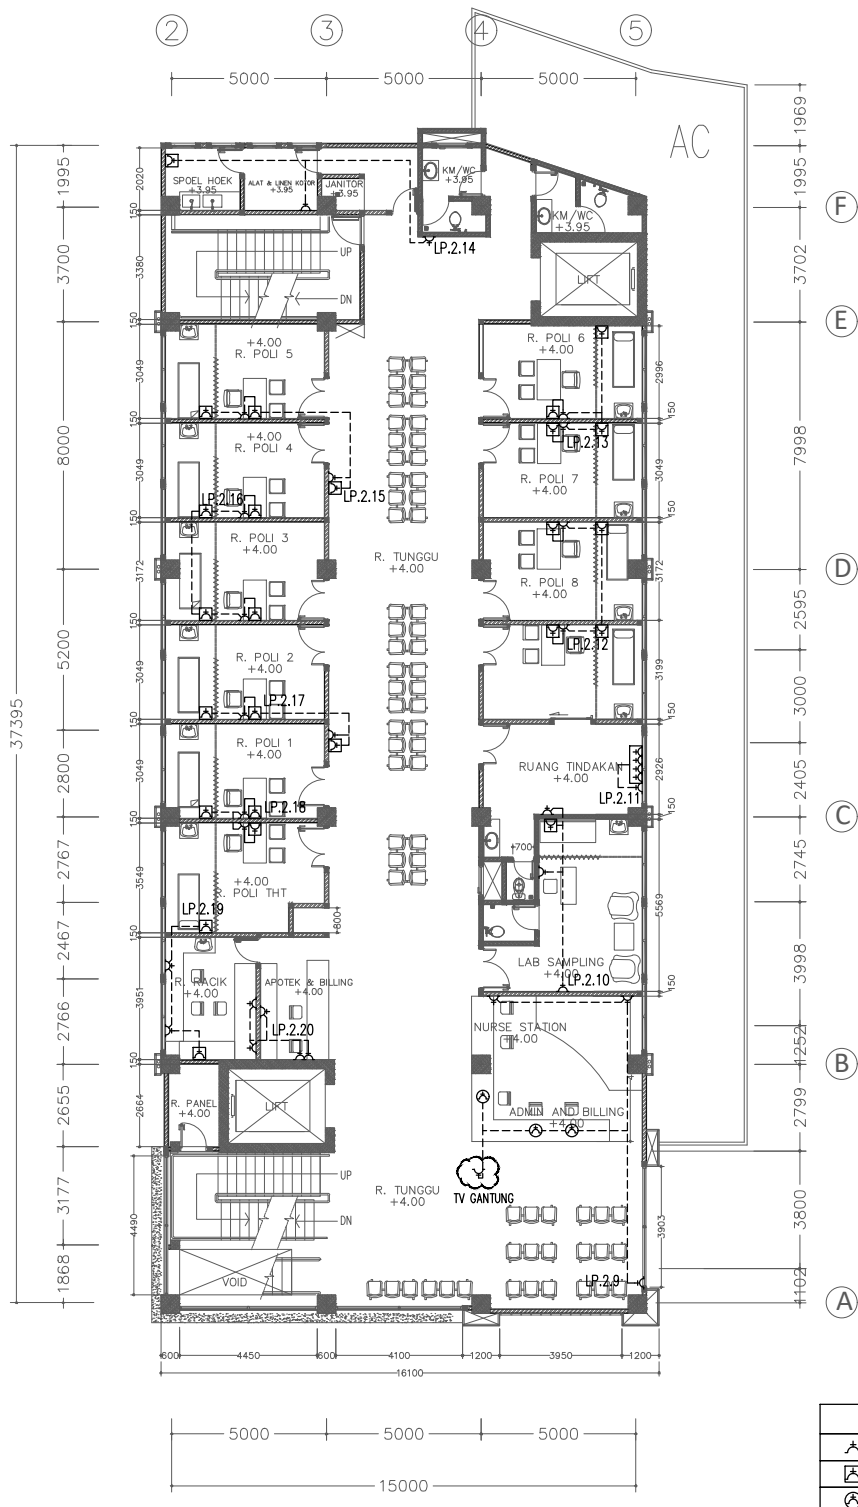 2 3 4 5
5000 5000 5000
AC
1969
1995 2020 SPOEL HOEK +3.95 ALAT & LINEN KOTOR +3.95 JANITOR +3.95 KM/WC +3.95 1995
KM/WC +3.95
F
150
LP.2.14
3700 3380 UP LIFT 3702
DN
150 E
+4.00
R. POLI 5
R. POLI 6
+4.00
3049 2996
150 LP.2.13 150
+4.00
R. POLI 4
8000 3049 R. POLI 7
+4.00 3049 7998
LP.2.16 LP.2.15
150 150
R. POLI 3
+4.00
R. TUNGGU
+4.00
3172 R. POLI 8
+4.00 3172 D
2595
150 LP.2.12 150
5200 R. POLI 2
+4.00
3049 3199 3000
LP.2.17
150 150
37395
R. POLI 1
+4.00
RUANG TINDAKAN
+4.00
2800 3049 2926 2405
LP.2.18 LP.2.11
150 150 C
+700
2767 3549 +4.00
R. POLI THT
2745
LP.2.19 800 5569
2467 150
LAB SAMPLING
+4.00
3998
R. RACIK
+4.00
APOTEK & BILLING
+4.00
LP.2.10
150
2766 3951 NURSE STATION
+4.00
LP.2.20 1252
150 B
2655 2664 R. PANEL
+4.00
LIFT ADMIN AND BILLING
+4.00
2799
TV GANTUNG
3177 4490 UP R. TUNGGU
+4.00
3903 3800
DN
1868 VOID LP.2.9 1102
A
600 4450 600 4100 1200 3950 1200
16100
5000 5000 5000
15000